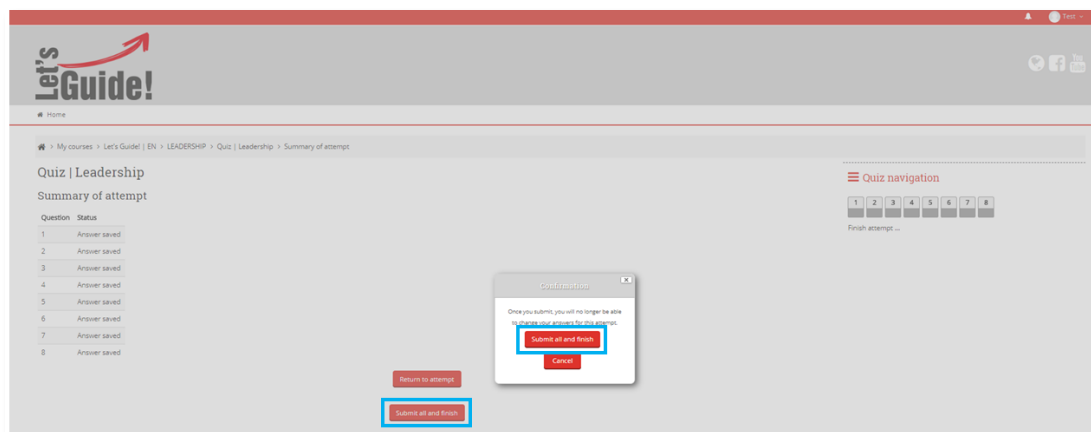 Test
Let's
Guide!
You
Tube
Home
> My courses > Let's Guide! | EN > LEADERSHIP > Quiz | Leadership > Summary of attempt
Quiz | Leadership
Summary of attempt
Question Status
1 Answer saved
2 Answer saved
3 Answer saved
4 Answer saved
5 Answer saved
6 Answer saved
7 Answer saved
8 Answer saved
Return to attempt
Submit all and finish
Confirmation
Once you submit, you will no longer be able
to change your answers for this attempt.
Submit all and finish
Cancel
Quiz navigation
1 2 3 4 5 6 7 8
Finish attempt ...